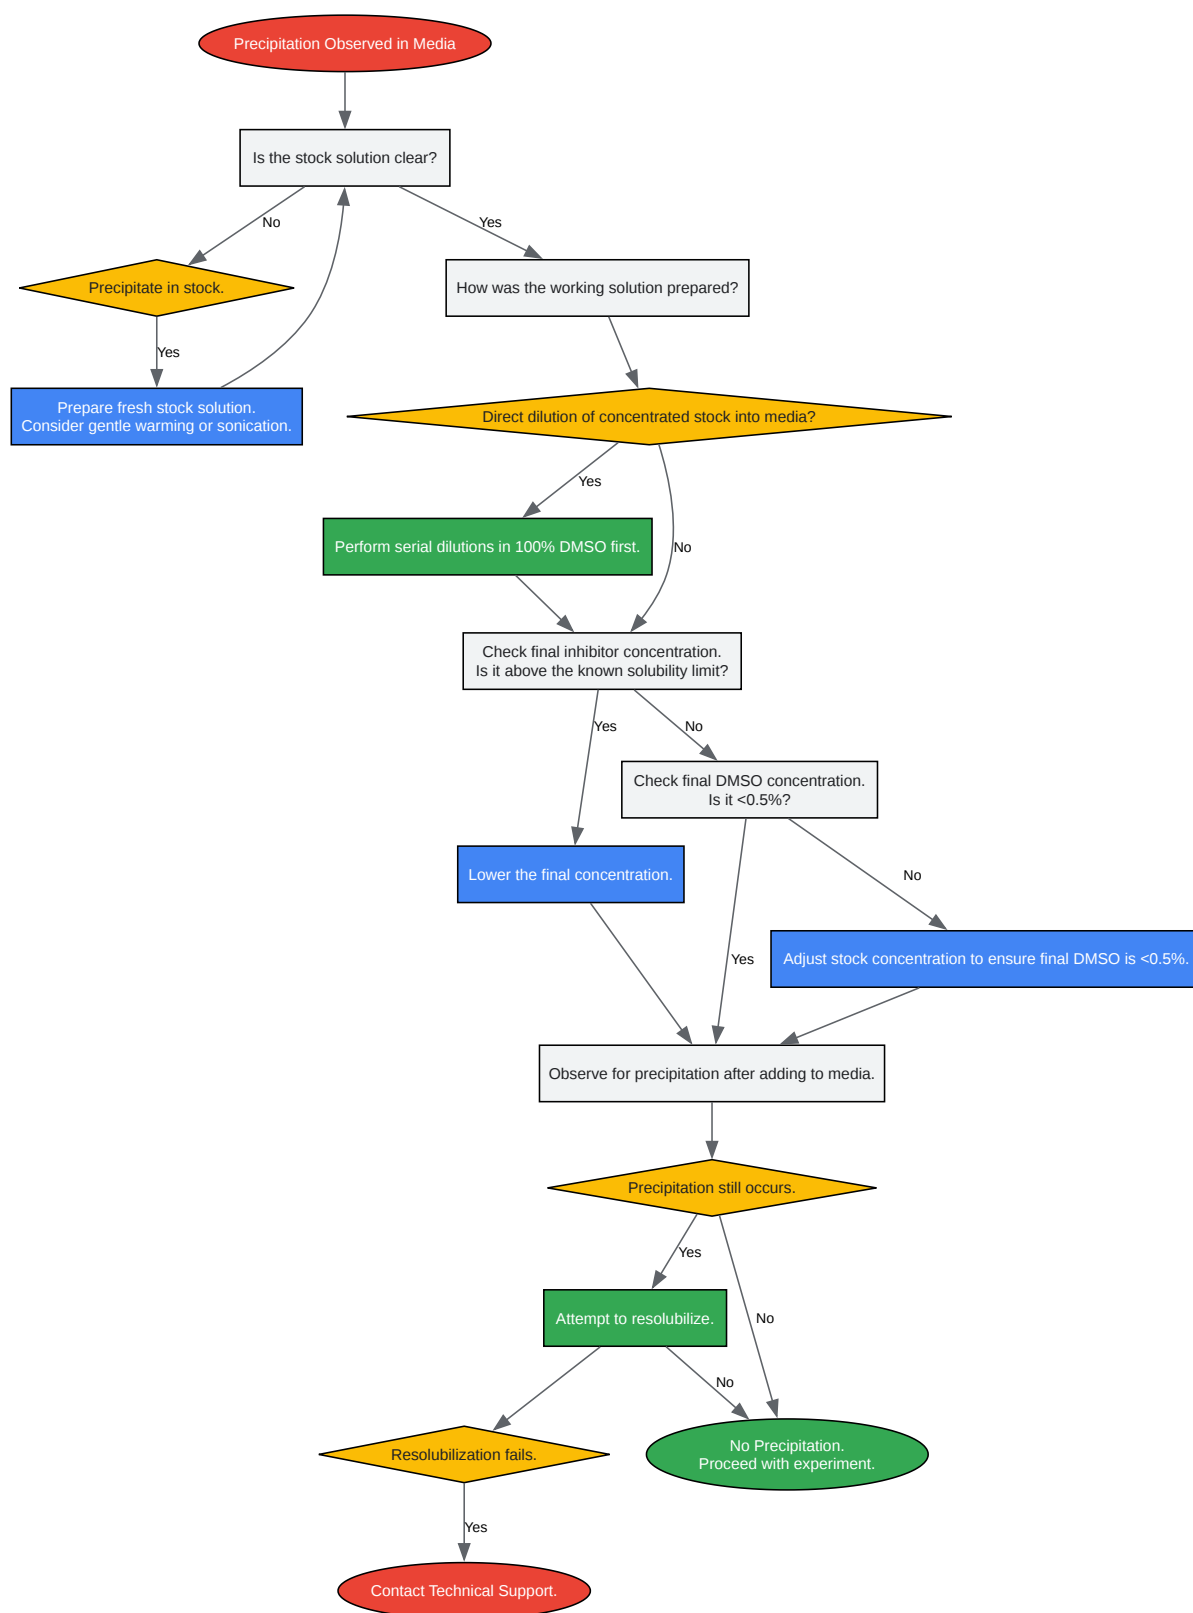 Precipitation Observed in Media
Is the stock solution clear?
No
Yes
Precipitate in stock.
How was the working solution prepared?
Yes
Prepare fresh stock solution.
Consider gentle warming or sonication.
Direct dilution of concentrated stock into media?
Yes
Perform serial dilutions in 100% DMSO first.
No
Check final inhibitor concentration.
Is it above the known solubility limit?
Yes
No
Check final DMSO concentration.
Is it <0.5%?
Lower the final concentration.
No
Yes
Adjust stock concentration to ensure final DMSO is <0.5%.
Observe for precipitation after adding to media.
Precipitation still occurs.
Yes
Attempt to resolubilize.
No
No
Resolubilization fails.
No Precipitation.
Proceed with experiment.
Yes
Contact Technical Support.